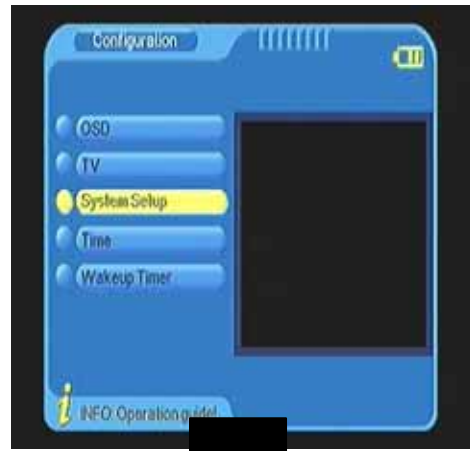 Configuration
OSD
TV
System Setup
Time
Wakeup Timer
INFO: Operation guide!